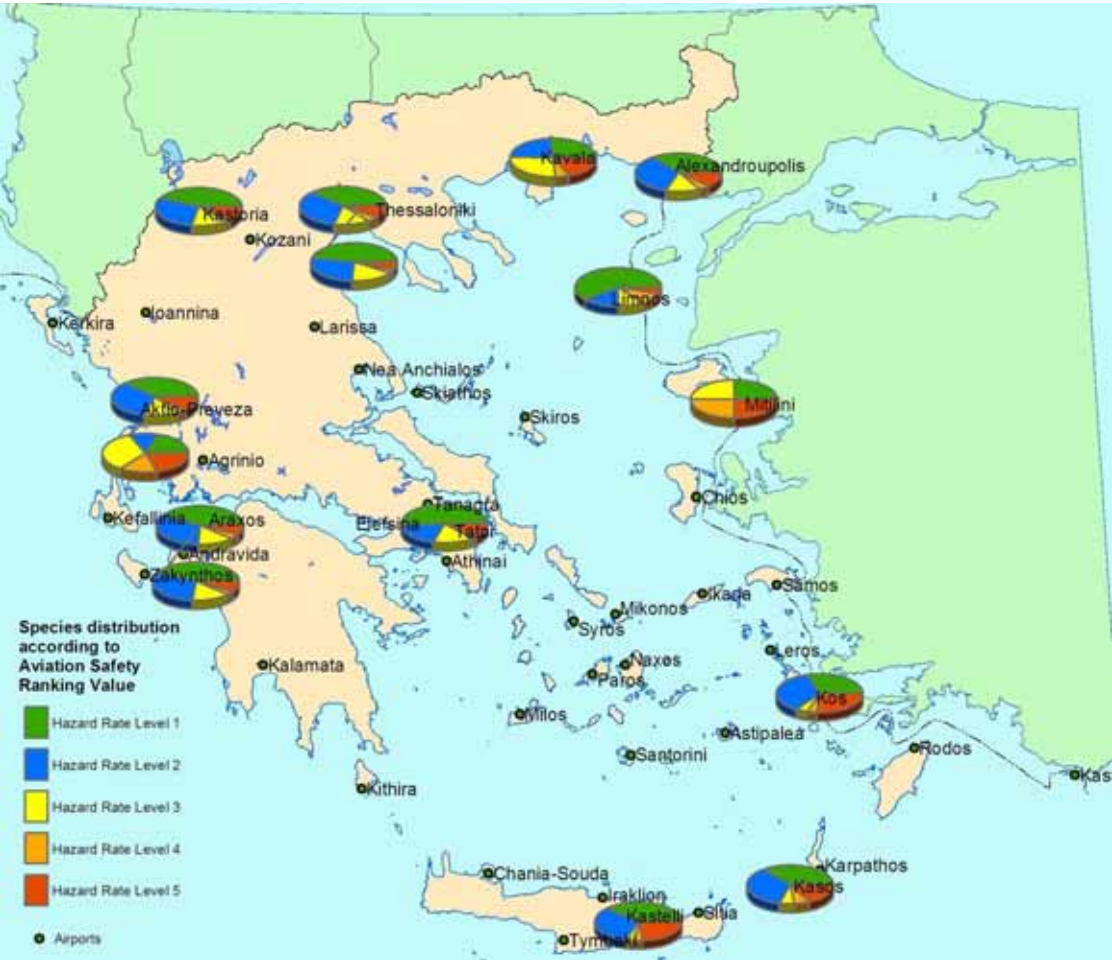 Kavala
Alexandroupolis
Kastoria
Thessaloniki
Kozani
Limnos
Ioannina
Kerkira
Larissa
Nea Anchialos
Skiathos
Mitilini
Aktio-Preveza
Skiros
Agrinio
Chios
Tanagra
Kefallinia
Araxos
Elefsina
Tatoi
Andravida
Athinai
Zakynthos
Samos
Ikaria
Mikonos
Syros
Species distribution
according to
Aviation Safety
Ranking Value
Leros
Kalamata
Naxos
Paros
Kos
Hazard Rate Level 1
Milos
Astipalea
Rodos
Santorini
Hazard Rate Level 2
Kas
Kithira
Hazard Rate Level 3
Hazard Rate Level 4
Karpathos
Chania-Souda
Kasos
Hazard Rate Level 5
Iraklion
Kastelli
Sitia
Airports
Tymbaki